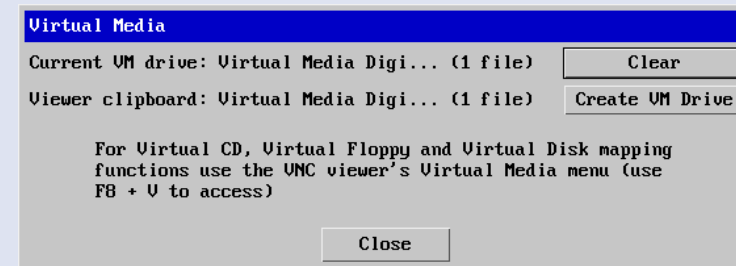 Virtual Media
Current VM drive: Virtual Media Digi... (1 file) Clear
Viewer clipboard: Virtual Media Digi... (1 file) Create VM Drive
For Virtual CD, Virtual Floppy and Virtual Disk mapping
functions use the VNC viewer's Virtual Media menu (use
F8 + V to access)
Close